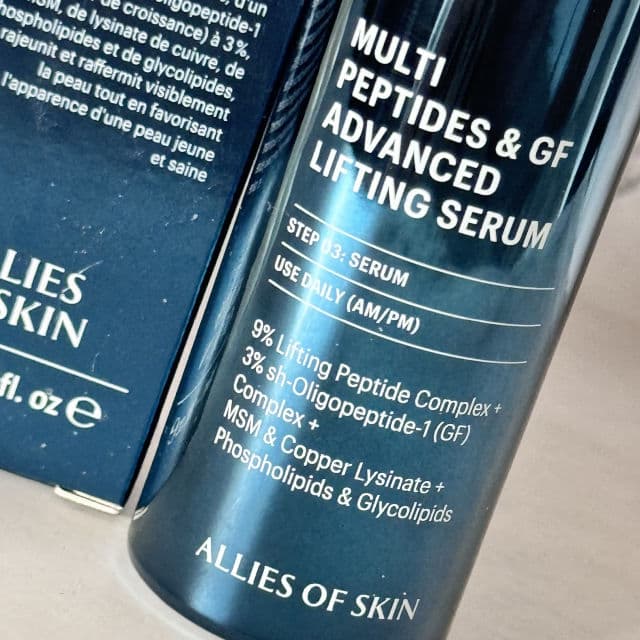 d'un
oligopeptide-1
de croissance) à 3%,
MSM, de lysinate de cuivre, de
phospholipides et de glycolipides,
rajeunit et raffermit visiblement
la peau tout en favorisant
l'apparence d'une peau jeune
et saine
LIES
SKIN
fl. oz e
MULTI
PEPTIDES & GF
ADVANCED
LIFTING SERUM
STEP 03: SERUM
USE DAILY (AM/PM)
9% Lifting Peptide Complex +
3% sh-Oligopeptide-1 (GF)
Complex +
MSM & Copper Lysinate +
Phospholipids & Glycolipids
ALLIES OF SKIN